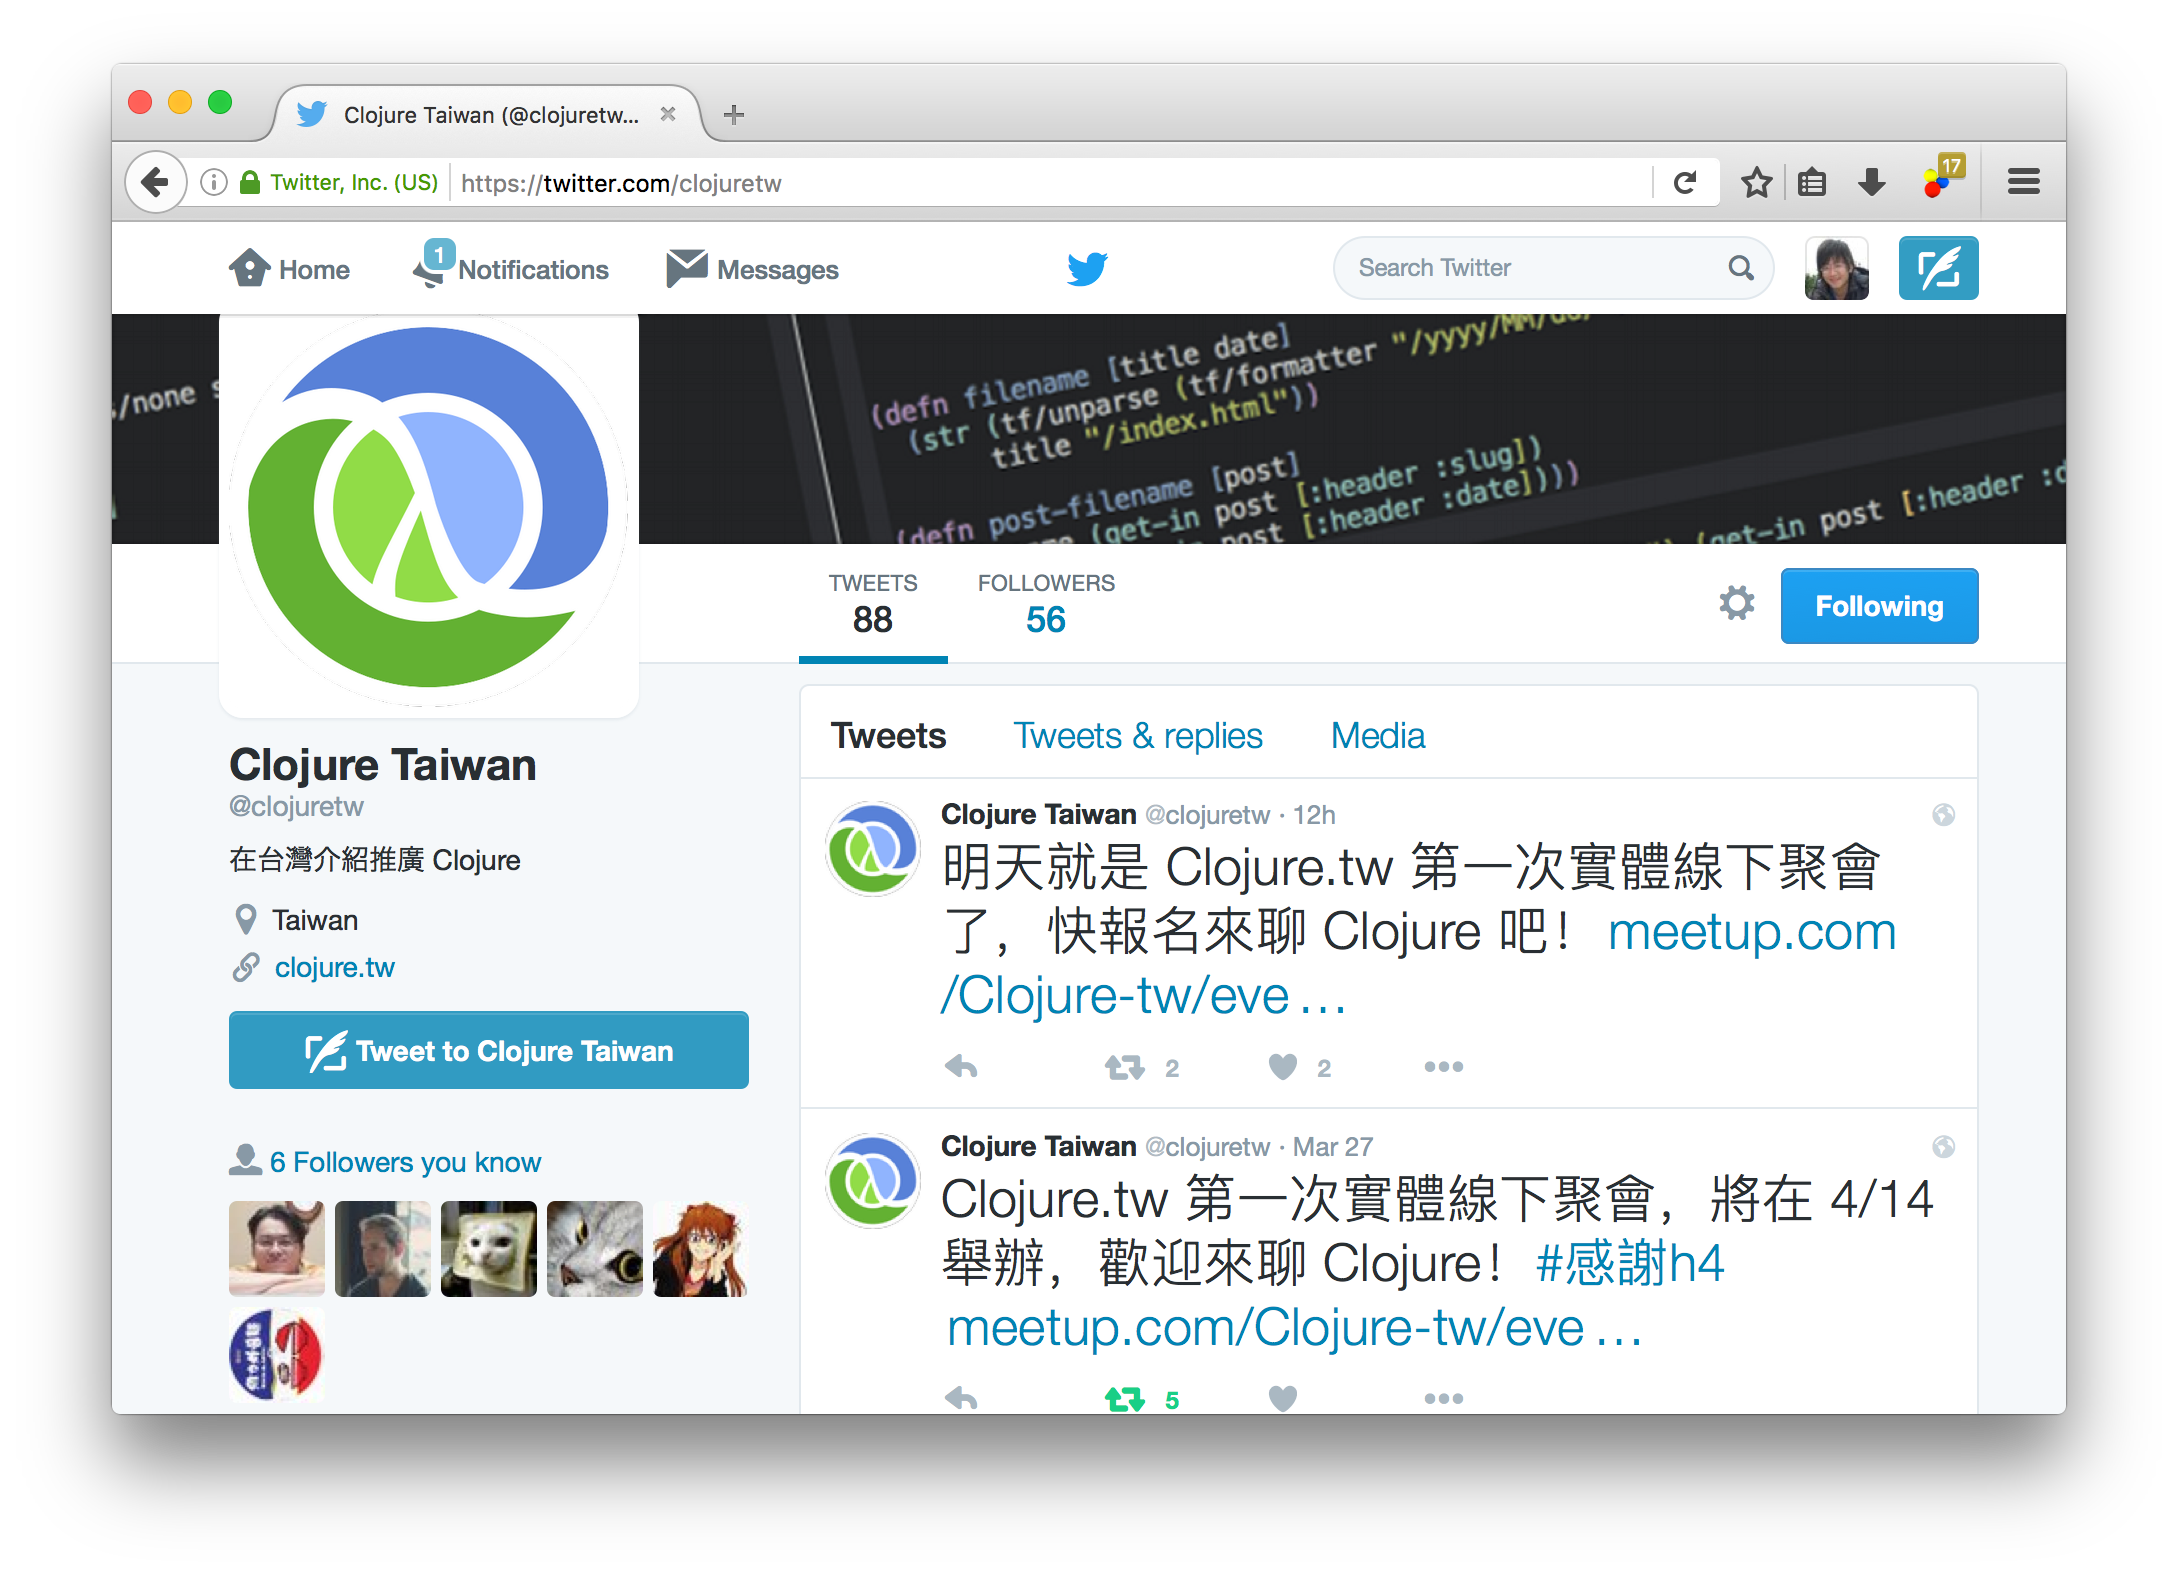 Clojure Taiwan (@clojuretw...
Twitter, Inc. (US)
https://twitter.com/clojuretw
17
Home
1
Notifications
Messages
Search Twitter
/none
(defn filename [title date]
(str (tf/unparse (tf/formatter "/yyyy/MM/dd/
title "/index.html"))
(defn post-filename [post]
(get-in post [:header :slug])
post [:header :date])))
(get-in post [:header :d
TWEETS
88
FOLLOWERS
56
Following
Clojure Taiwan
@clojuretw
在台灣介紹推廣 Clojure
Taiwan
clojure.tw
Tweet to Clojure Taiwan
6 Followers you know
Tweets
Tweets & replies
Media
Clojure Taiwan @clojuretw · 12h
明天就是 Clojure.tw 第一次實體線下聚會
了，快報名來聊 Clojure 吧！ meetup.com
/Clojure-tw/eve…
2
2
Clojure Taiwan @clojuretw · Mar 27
Clojure.tw 第一次實體線下聚會，將在 4/14
舉辦，歡迎來聊 Clojure！#感謝h4
meetup.com/Clojure-tw/eve…
5